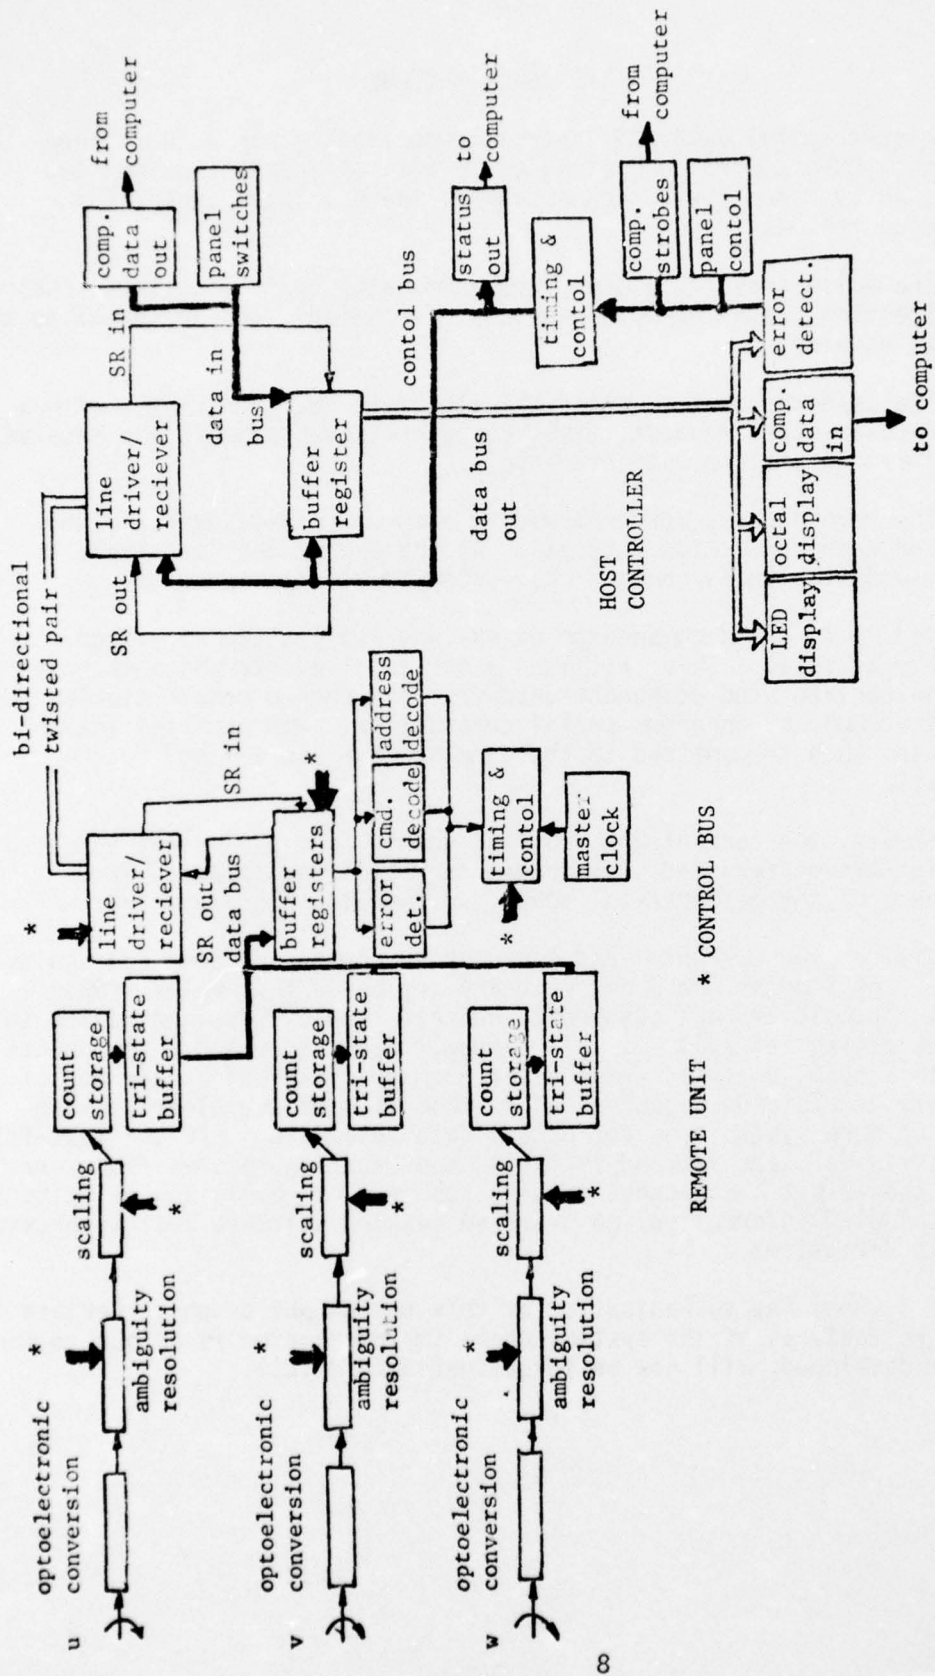 u
optoelectronic
conversion
*
ambiguity
resolution
scaling
*
count
storage
tri-state
buffer
v
optoelectronic
conversion
*
ambiguity
resolution
scaling
*
count
storage
tri-state
buffer
w
optoelectronic
conversion
*
ambiguity
resolution
scaling
*
count
storage
tri-state
buffer
*
line
driver/
reciever
SR out
data bus
SR in
buffer
registers
*
error
det.
cmd.
decode
address
decode
*
timing &
contol
master
clock
REMOTE UNIT * CONTROL BUS
bi-directional
twisted pair
line
driver/
reciever
SR out
SR in
data in
bus
buffer
register
comp.
data
out
from
computer
panel
switches
contol bus
data bus
out
status
out
to
computer
timing &
contol
comp.
strobes
from
computer
panel
contol
HOST
CONTROLLER
LED
display
octal
display
comp.
data
in
error
detect.
to computer
8